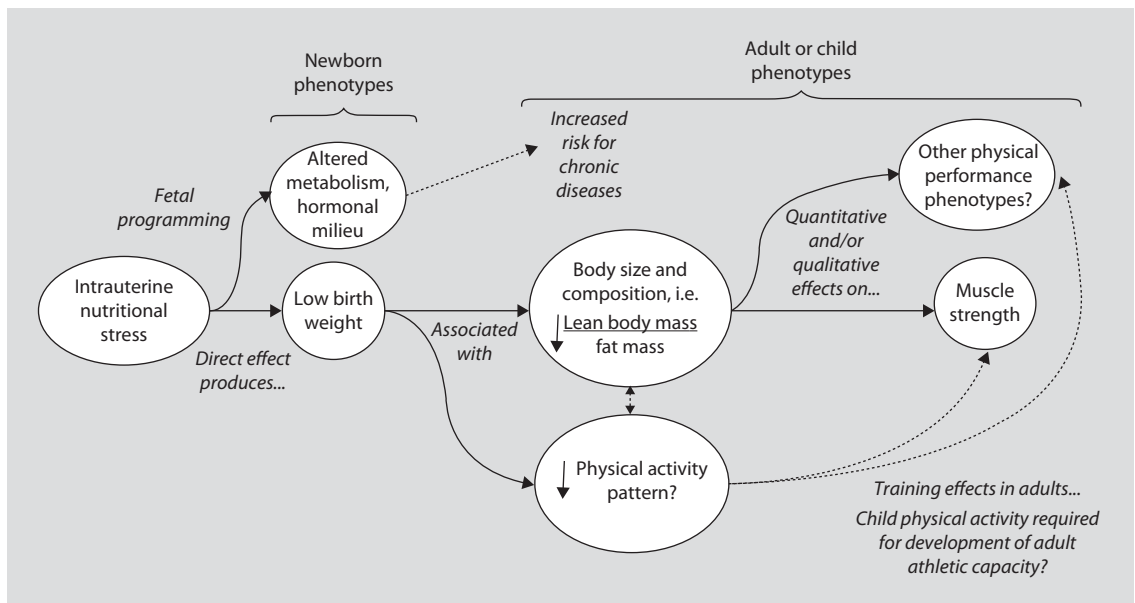 Newborn
phenotypes
Adult or child
phenotypes
Altered
metabolism,
hormonal
milieu
Increased
risk for
chronic
diseases
Other physical
performance
phenotypes?
Fetal
programming
Quantitative
and/or
qualitative
effects on...
Intrauterine
nutritional
stress
Low birth
weight
Body size and
composition, i.e.
Lean body mass
fat mass
Muscle
strength
Direct effect
produces...
Associated
with
Physical activity
pattern?
Training effects in adults...
Child physical activity required
for development of adult
athletic capacity?